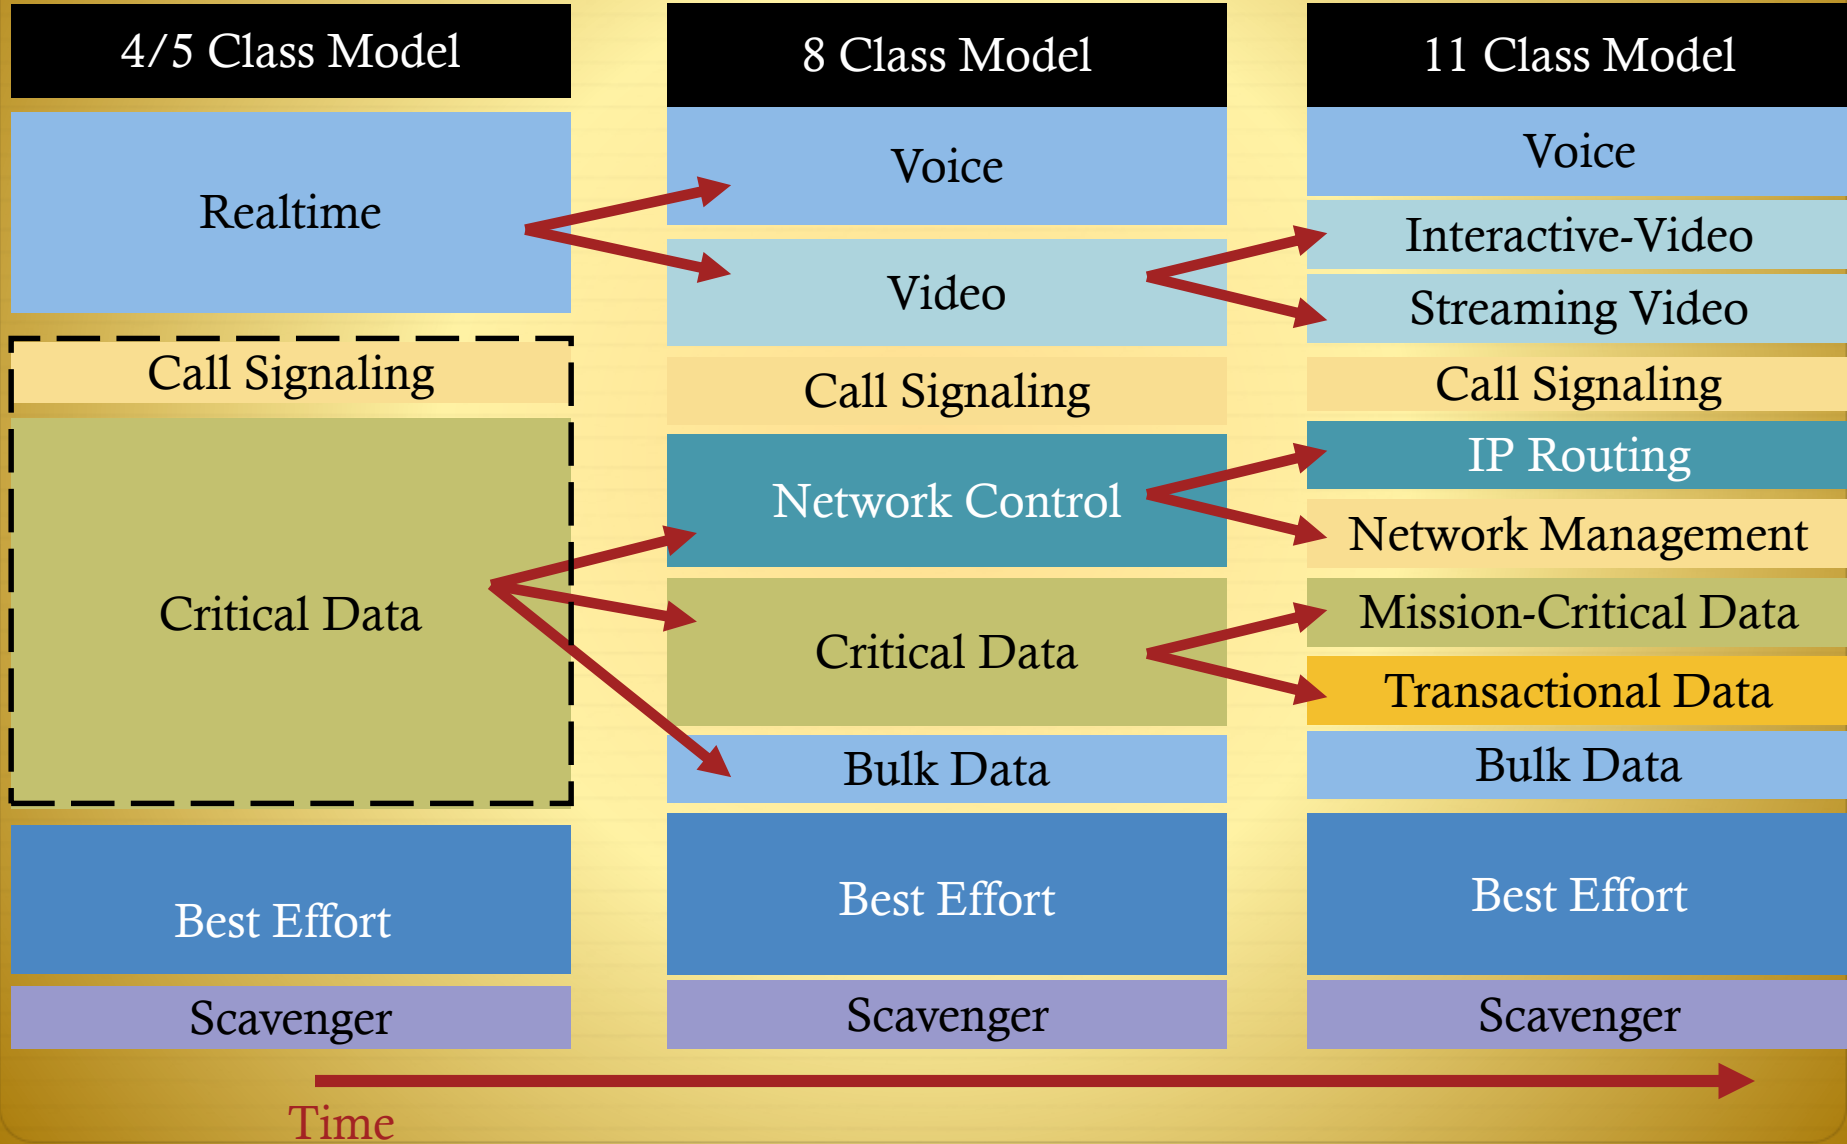 4/5 Class Model
Realtime
Call Signaling
Critical Data
Best Effort
Scavenger
8 Class Model
Voice
Video
Call Signaling
Network Control
Critical Data
Bulk Data
Best Effort
Scavenger
11 Class Model
Voice
Interactive-Video
Streaming Video
Call Signaling
IP Routing
Network Management
Mission-Critical Data
Transactional Data
Bulk Data
Best Effort
Scavenger
Time